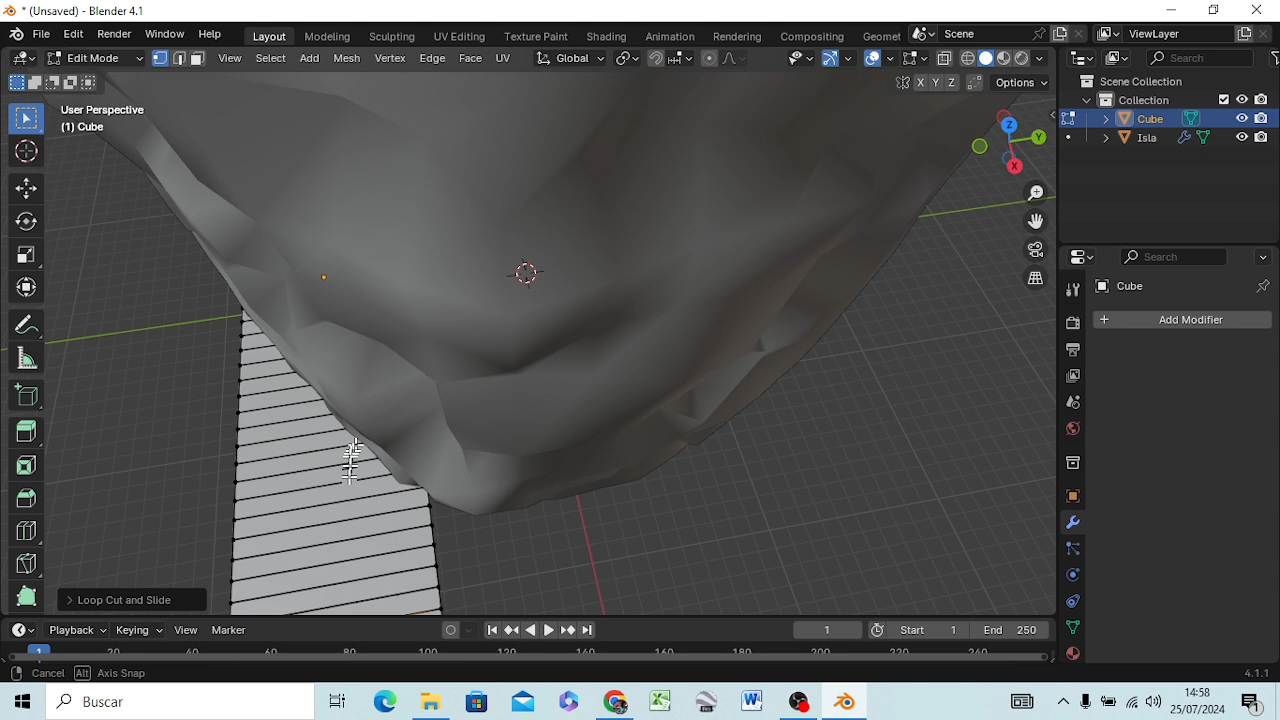 * (Unsaved) - Blender 4.1
File Edit Render Window Help Layout Modeling Sculpting UV Editing Texture Paint Shading Animation Rendering Compositing Geomet Scene ViewLayer
Edit Mode View Select Add Mesh Vertex Edge Face UV Global Search
X Y Z Options
Scene Collection
Collection
User Perspective
(1) Cube
Cube
Isla
Z
Y
X
Search
Cube
+ Add Modifier
> Loop Cut and Slide
Playback Keying View Marker 1 Start 1 End 250
1 20 40 60 80 100 120 140 160 180 200 220 240
Cancel Alt Axis Snap 4.1.1
Buscar
14:58
25/07/2024
1